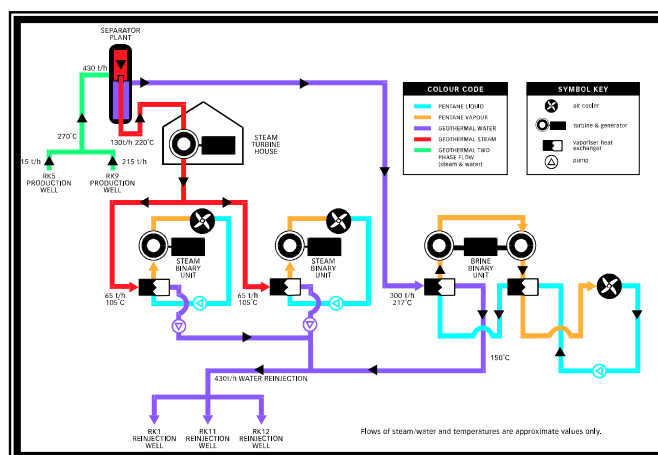 SEPARATOR
PLANT
430 t/h
270°C
130t/h 220°C
15 t/h
215 t/h
RK5
PRODUCTION
WELL
RK9
PRODUCTION
WELL
STEAM
TURBINE
HOUSE
COLOUR CODE
PENTANE LIQUID
PENTANE VAPOUR
GEOTHERMAL WATER
GEOTHERMAL STEAM
GEOTHERMAL TWO
PHASE FLOW
(steam & water)
SYMBOL KEY
air cooler
turbine & generator
vaporiser heat
exchanger
pump
STEAM
BINARY
UNIT
STEAM
BINARY
UNIT
BRINE
BINARY
UNIT
65 t/h
105°C
65 t/h
105°C
300 t/h
217°C
150°C
430t/h WATER REINJECTION
RK1
REINJECTION
WELL
RK11
REINJECTION
WELL
RK12
REINJECTION
WELL
Flows of steam/water and temperatures are approximate values only.